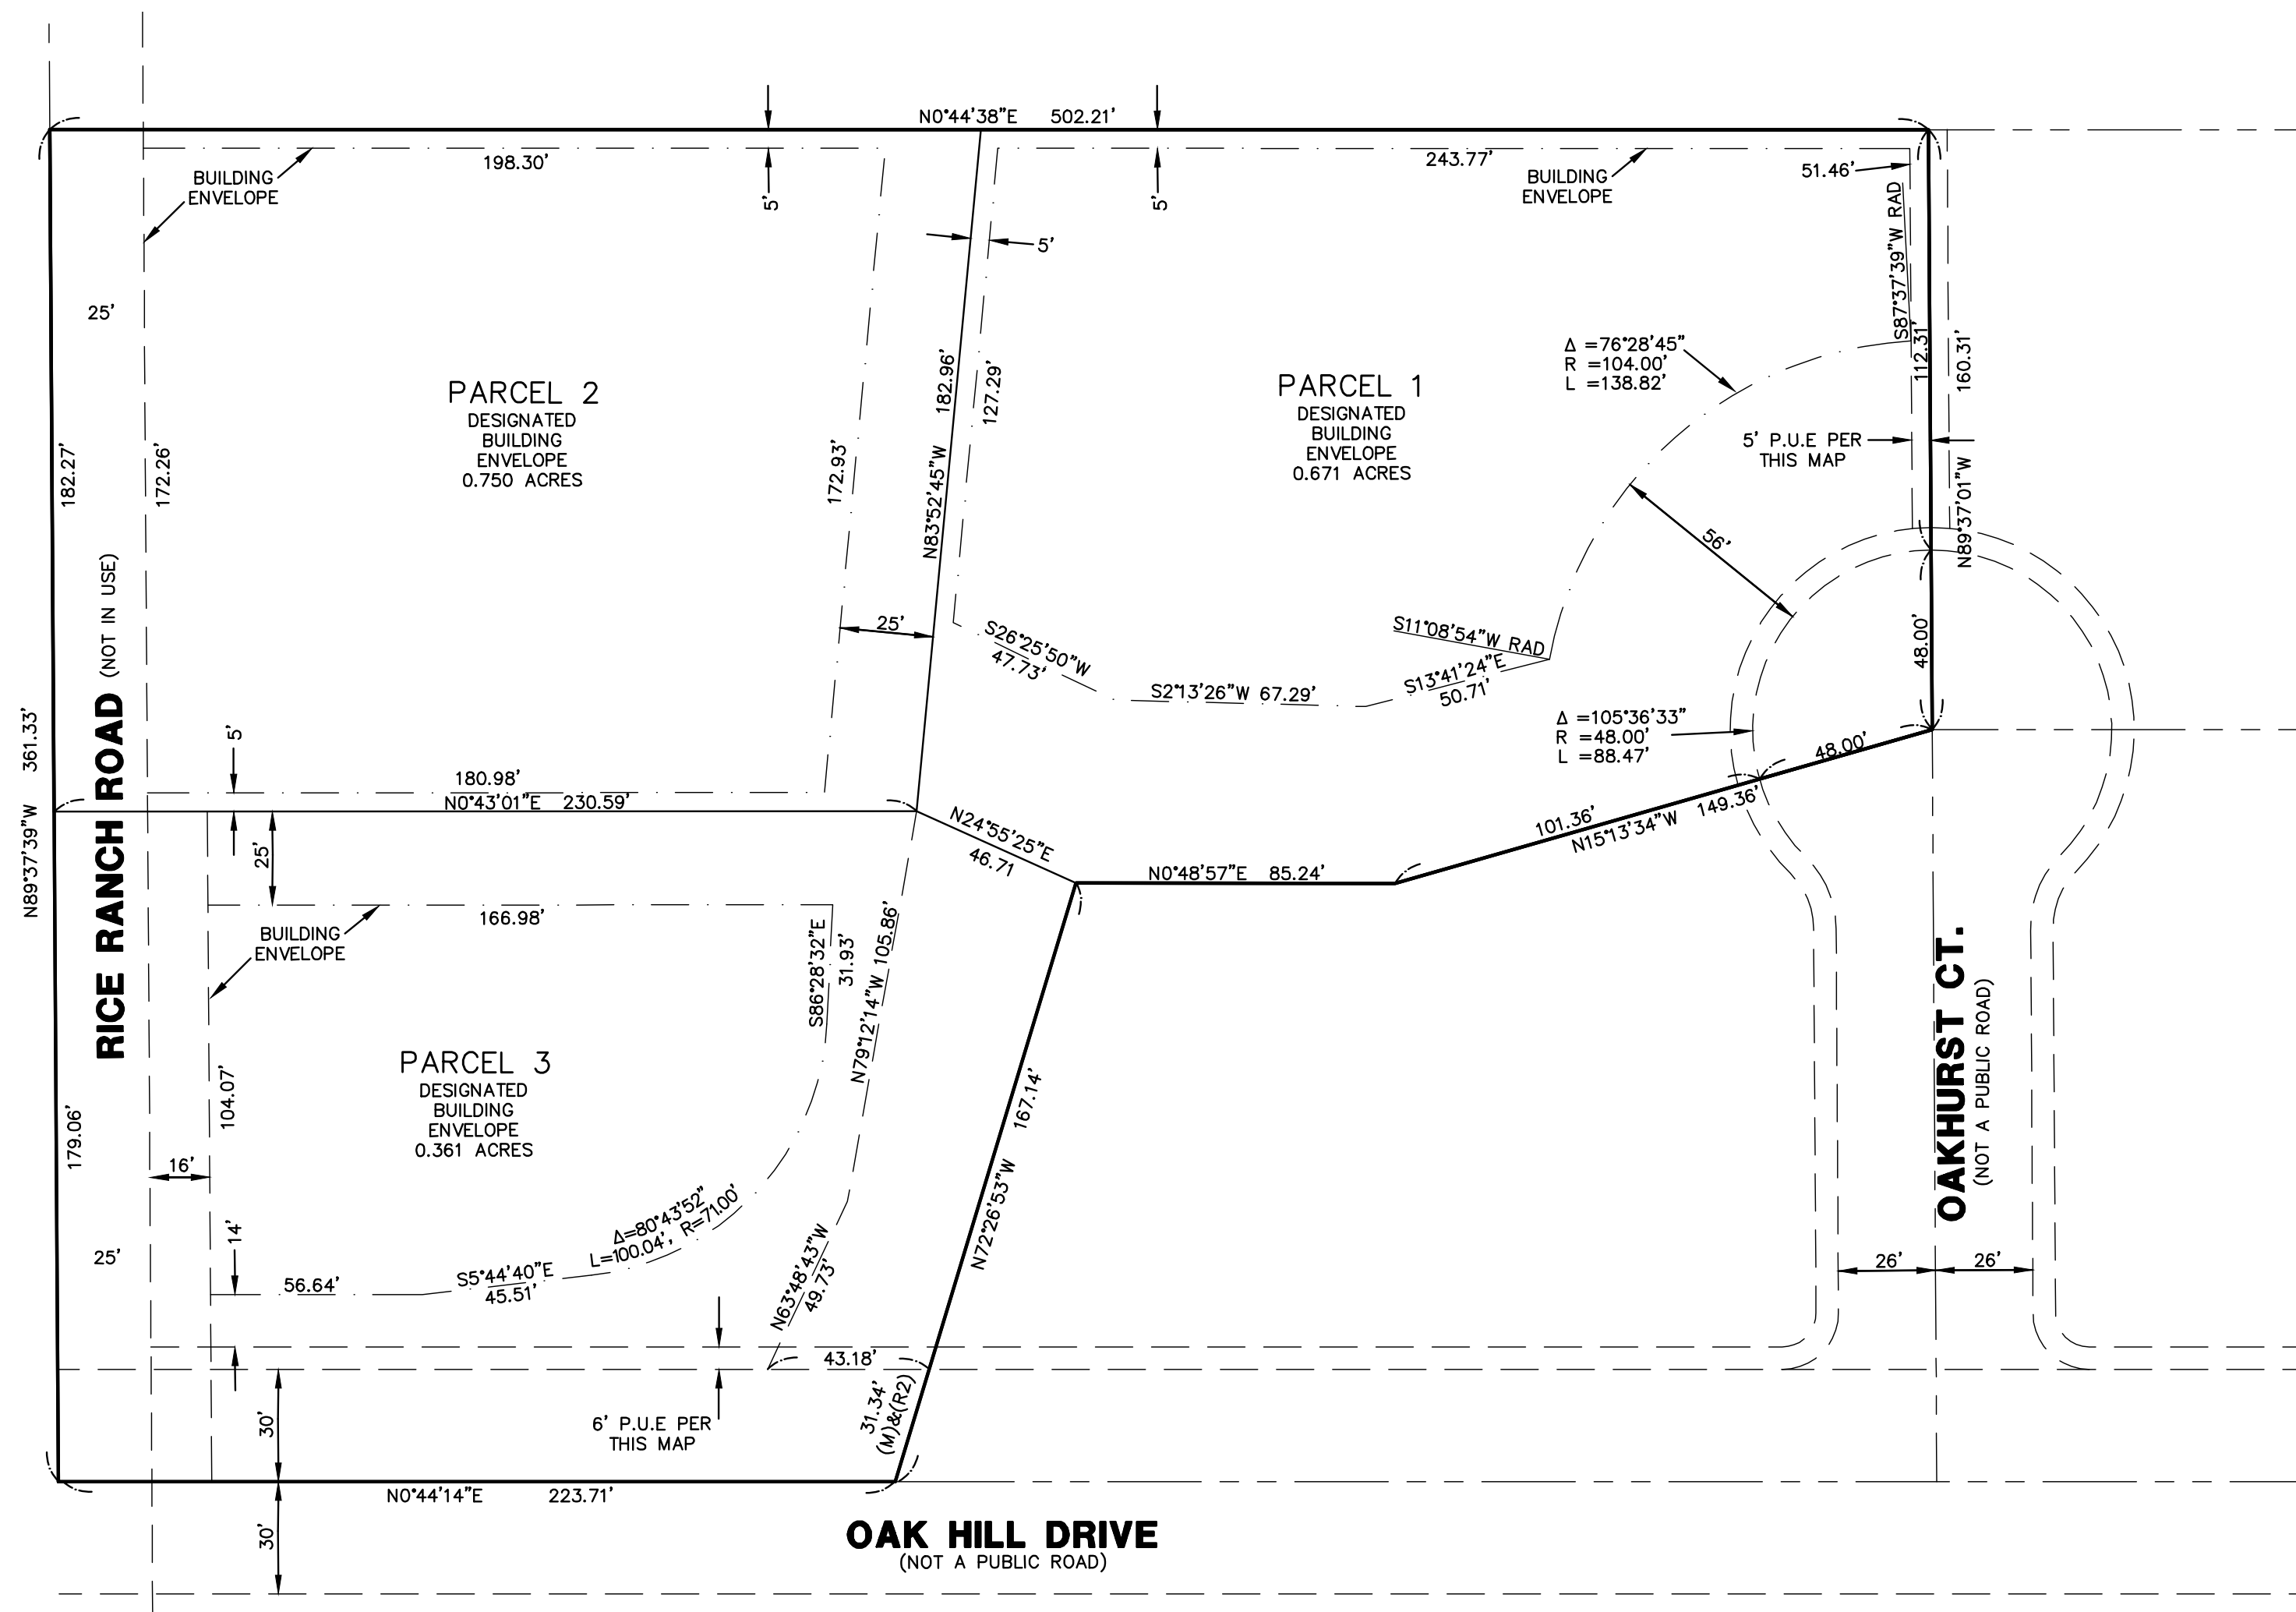 N0°44'38"E 502.21'
198.30'
BUILDING
ENVELOPE
5'
5'
243.77'
BUILDING
ENVELOPE
51.46'
S87°37'39"W RAD
5'
25'
PARCEL 2
DESIGNATED
BUILDING
ENVELOPE
0.750 ACRES
182.27'
172.26'
172.93'
182.96'
N83°52'45"W
127.29'
PARCEL 1
DESIGNATED
BUILDING
ENVELOPE
0.671 ACRES
Δ =76°28'45"
R =104.00'
L =138.82'
112.31'
160.31'
N89°37'01"W
5' P.U.E PER
THIS MAP
56'
25'
S26°25'50"W
47.73'
S2°13'26"W 67.29'
S13°41'24"E
50.71'
S11°08'54"W RAD
48.00'
Δ =105°36'33"
R =48.00'
L =88.47'
48.00'
149.36'
101.36'
N15°13'34"W
RICE RANCH ROAD (NOT IN USE)
N89°37'39"W 361.33'
5'
180.98'
N0°43'01"E 230.59'
25'
N24°55'25"E
46.71
N0°48'57"E 85.24'
166.98'
BUILDING
ENVELOPE
S86°28'32"E
31.93'
N79°12'14"W 105.86'
PARCEL 3
DESIGNATED
BUILDING
ENVELOPE
0.361 ACRES
179.06'
104.07'
16'
14'
25'
56.64'
S5°44'40"E
45.51'
Δ=80°43'52"
L=100.04', R=71.00'
167.14'
N72°26'53"W
N63°48'43"W
49.73'
43.18'
31.34'
(M)&(R2)
6' P.U.E PER
THIS MAP
30'
30'
N0°44'14"E 223.71'
OAKHURST CT.
(NOT A PUBLIC ROAD)
26'
26'
OAK HILL DRIVE
(NOT A PUBLIC ROAD)